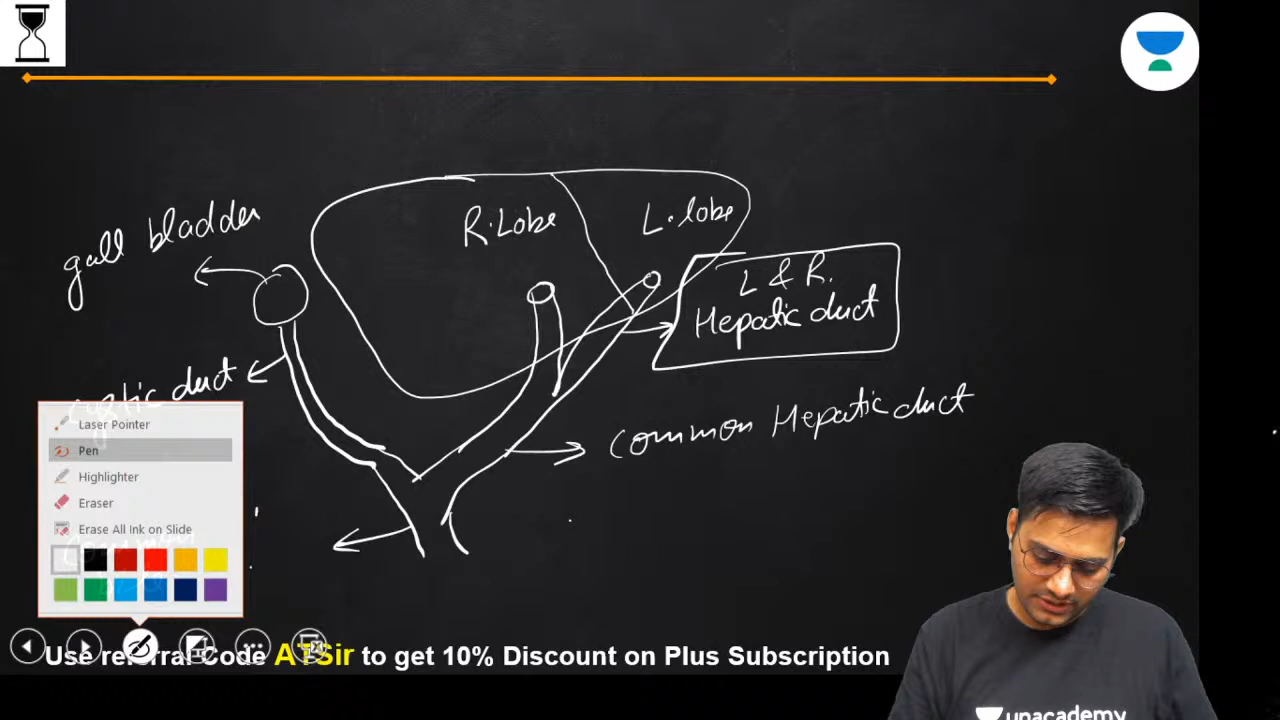 gall bladder
R. Lobe
L. lobe
L & R.
Hepatic duct
duct
common Hepatic duct
Laser Pointer
Pen
Highlighter
Eraser
Erase All Ink on Slide
Use referral Code ATSir to get 10% Discount on Plus Subscription
unacademy